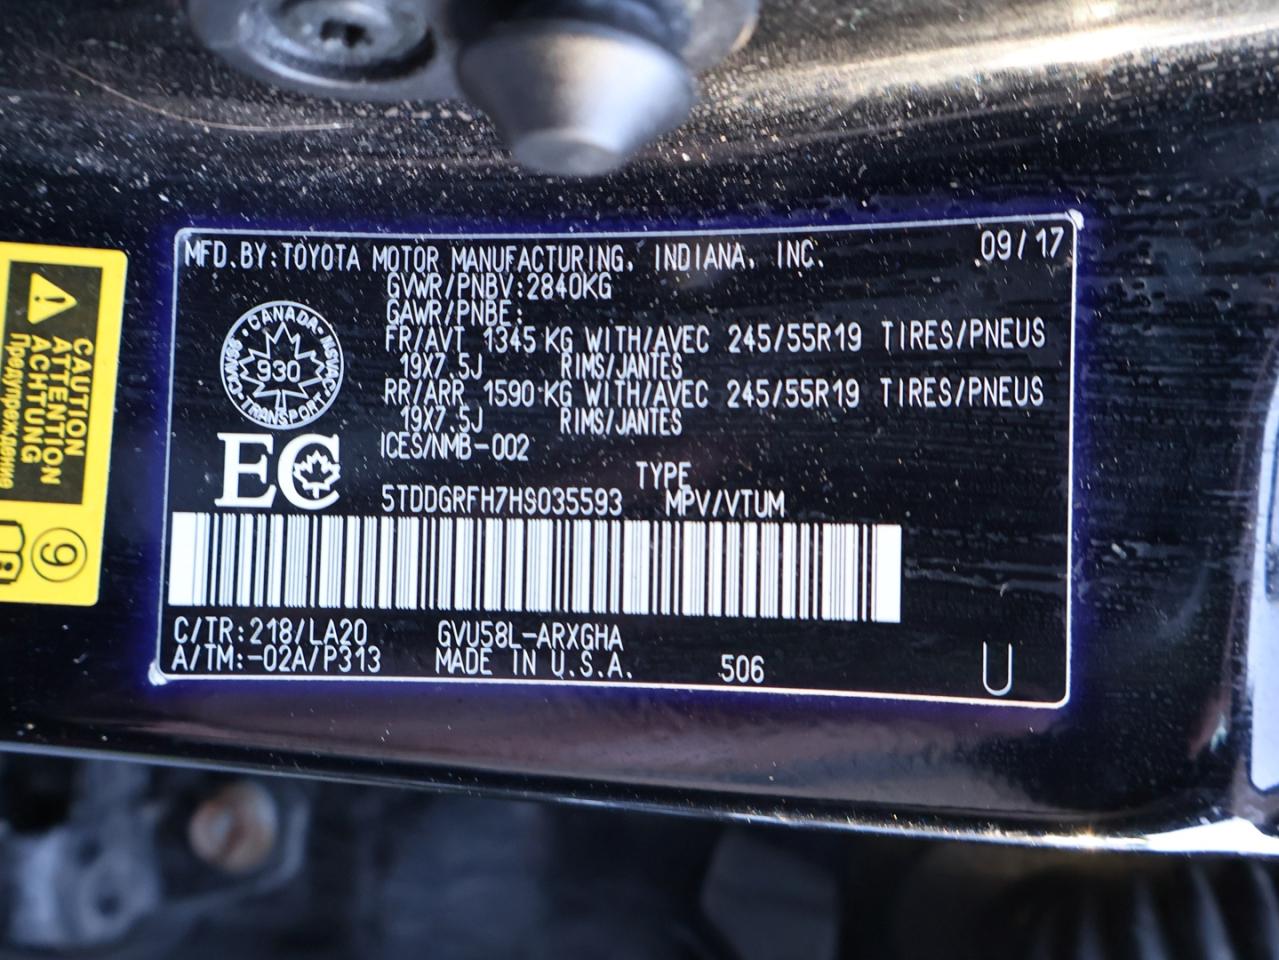 MFD.BY:TOYOTA MOTOR MANUFACTURING, INDIANA, INC. 09/17
GVWR/PNBV:2840KG
GAWR/PNBE:
FR/AVT 1345 KG WITH/AVEC 245/55R19 TIRES/PNEUS
19X7.5J RIMS/JANTES
RR/ARR 1590 KG WITH/AVEC 245/55R19 TIRES/PNEUS
19X7.5J RIMS/JANTES
ICES/NMB-002
CANADA
930
TRANSPORT
EC
TYPE
5TDDGRFH7HS035593 MPV/VTUM
C/TR:218/LA20 GVU58L-ARXGHA
A/TM:-02A/P313 MADE IN U.S.A. 506 U
CAUTION
ATTENTION
ACHTUNG
Предупреждение
9